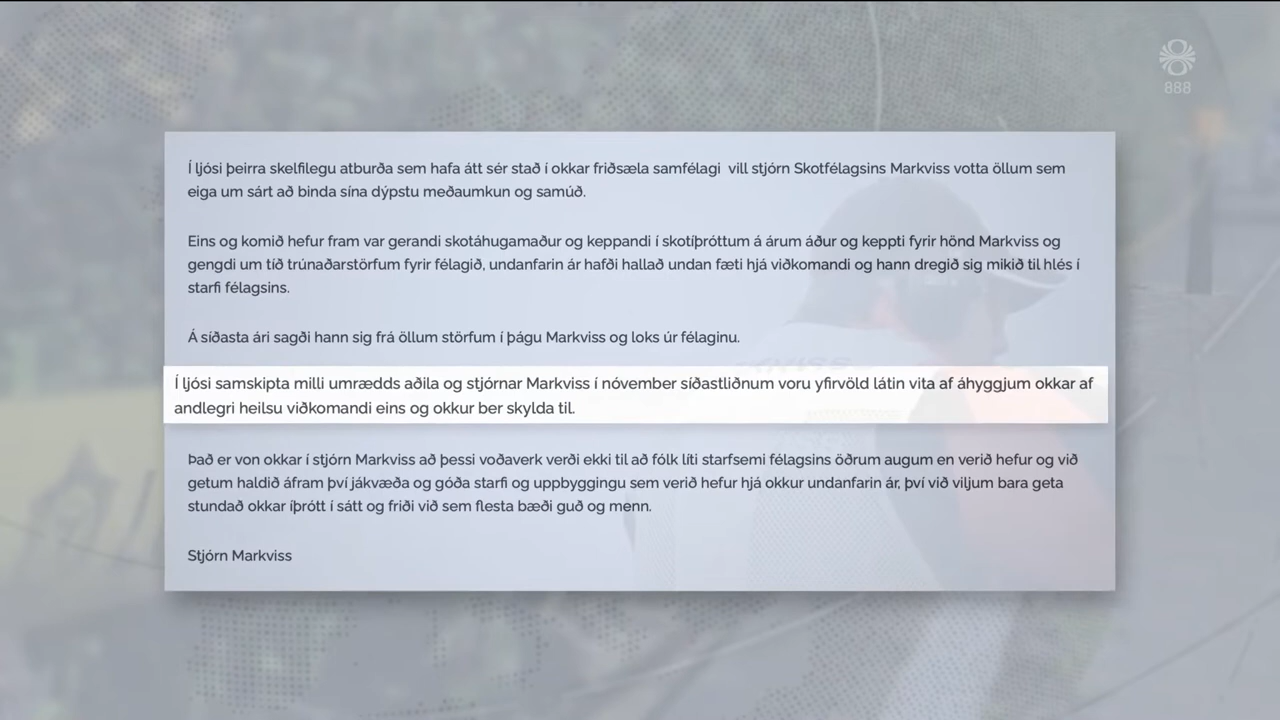 888
Í ljósi þeirra skelfilegu atburða sem hafa átt sér stað í okkar friðsæla samfélagi vill stjórn Skotfélagsins Markviss votta öllum sem
eiga um sárt að binda sína dýpstu meðaumkun og samúð.
Eins og komið hefur fram var gerandi skotáhugamaður og keppandi í skotíþróttum á árum áður og keppti fyrir hönd Markviss og
gengdi um tíð trúnaðarstörfum fyrir félagið, undanfarin ár hafði hallað undan fæti hjá viðkomandi og hann dregið sig mikið til hlés í
starfi félagsins.
Á síðasta ári sagði hann sig frá öllum störfum í þágu Markviss og loks úr félaginu.
Í ljósi samskipta milli umrædds aðila og stjórnar Markviss í nóvember síðastliðnum voru yfirvöld látin vita af áhyggjum okkar af
andlegri heilsu viðkomandi eins og okkur ber skylda til.
Það er von okkar í stjórn Markviss að þessi voðaverk verði ekki til að fólk líti starfsemi félagsins öðrum augum en verið hefur og við
getum haldið áfram því jákvæða og góða starfi og uppbyggingu sem verið hefur hjá okkur undanfarin ár, því við viljum bara geta
stundað okkar íþrótt í sátt og friði við sem flesta bæði guð og menn.
Stjórn Markviss